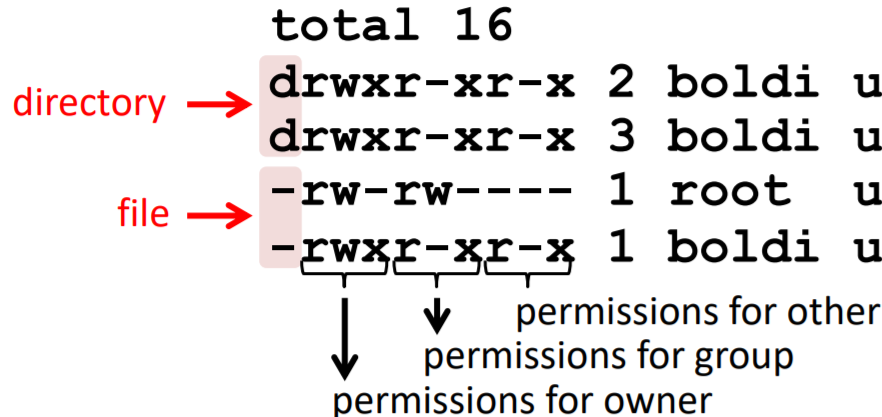 total 16
directory
drwxr-xr-x 2 boldi u
drwxr-xr-x 3 boldi u
file
-rw-rw---- 1 root u
-rwxr-xr-x 1 boldi u
permissions for other
permissions for group
permissions for owner